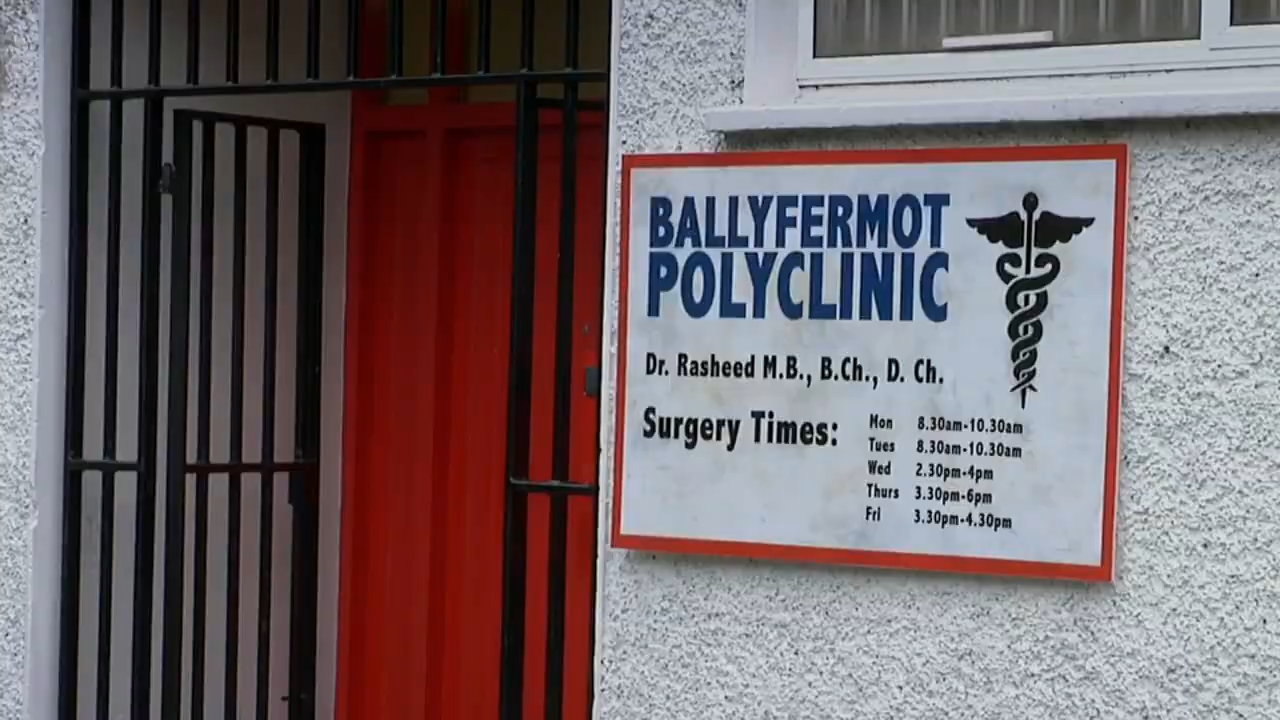 BALLYFERMOT
POLYCLINIC
Dr. Rasheed M.B., B.Ch., D. Ch.
Surgery Times:
Mon 8.30am-10.30am
Tues 8.30am-10.30am
Wed 2.30pm-4pm
Thurs 3.30pm-6pm
Fri 3.30pm-4.30pm